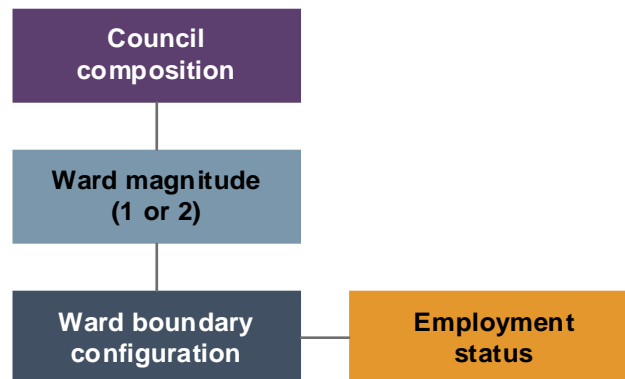 Council
composition
Ward magnitude
(1 or 2)
Ward boundary
configuration
Employment
status